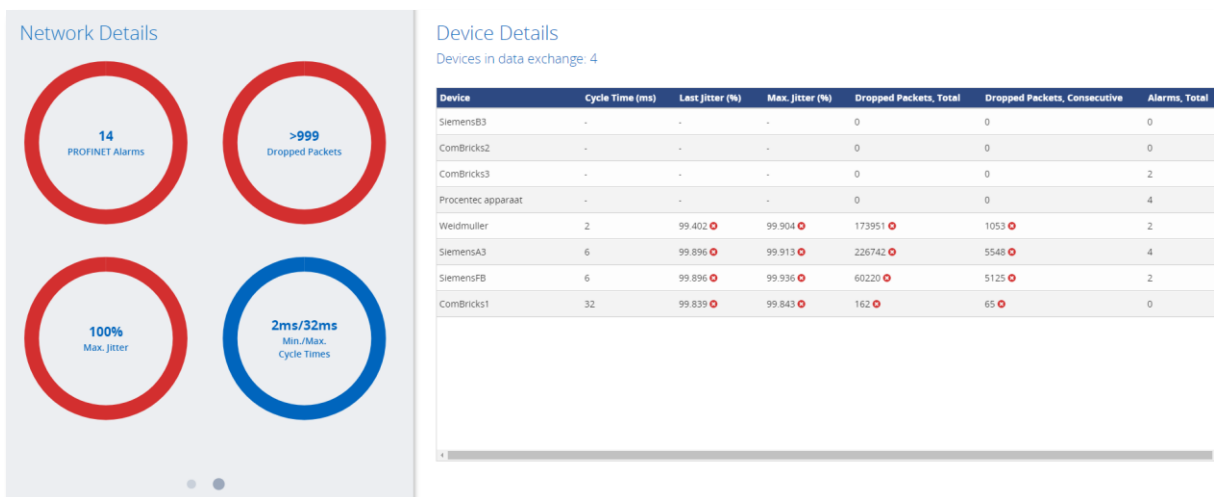 Network Details
14
PROFINET Alarms
>999
Dropped Packets
100%
Max. Jitter
2ms/32ms
Min./Max.
Cycle Times
Device Details
Devices in data exchange: 4
Device Cycle Time (ms) Last Jitter (%) Max. Jitter (%) Dropped Packets, Total Dropped Packets, Consecutive Alarms, Total
SiemensB3 - - - 0 0 0
ComBricks2 - - - 0 0 0
ComBricks3 - - - 0 0 2
Procentec apparaat - - - 0 0 4
Weidmuller 2 99.402 99.904 173951 1053 2
SiemensA3 6 99.896 99.913 226742 5548 4
SiemensFB 6 99.896 99.936 60220 5125 2
ComBricks1 32 99.839 99.843 162 65 0